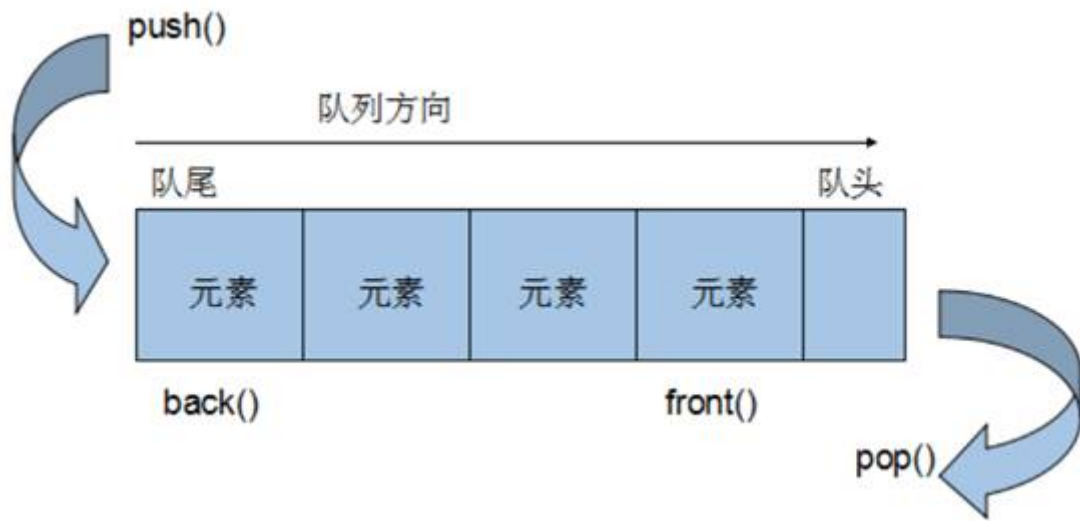 push()
队列方向
队尾 队头
元素 元素 元素 元素
back() front()
pop()